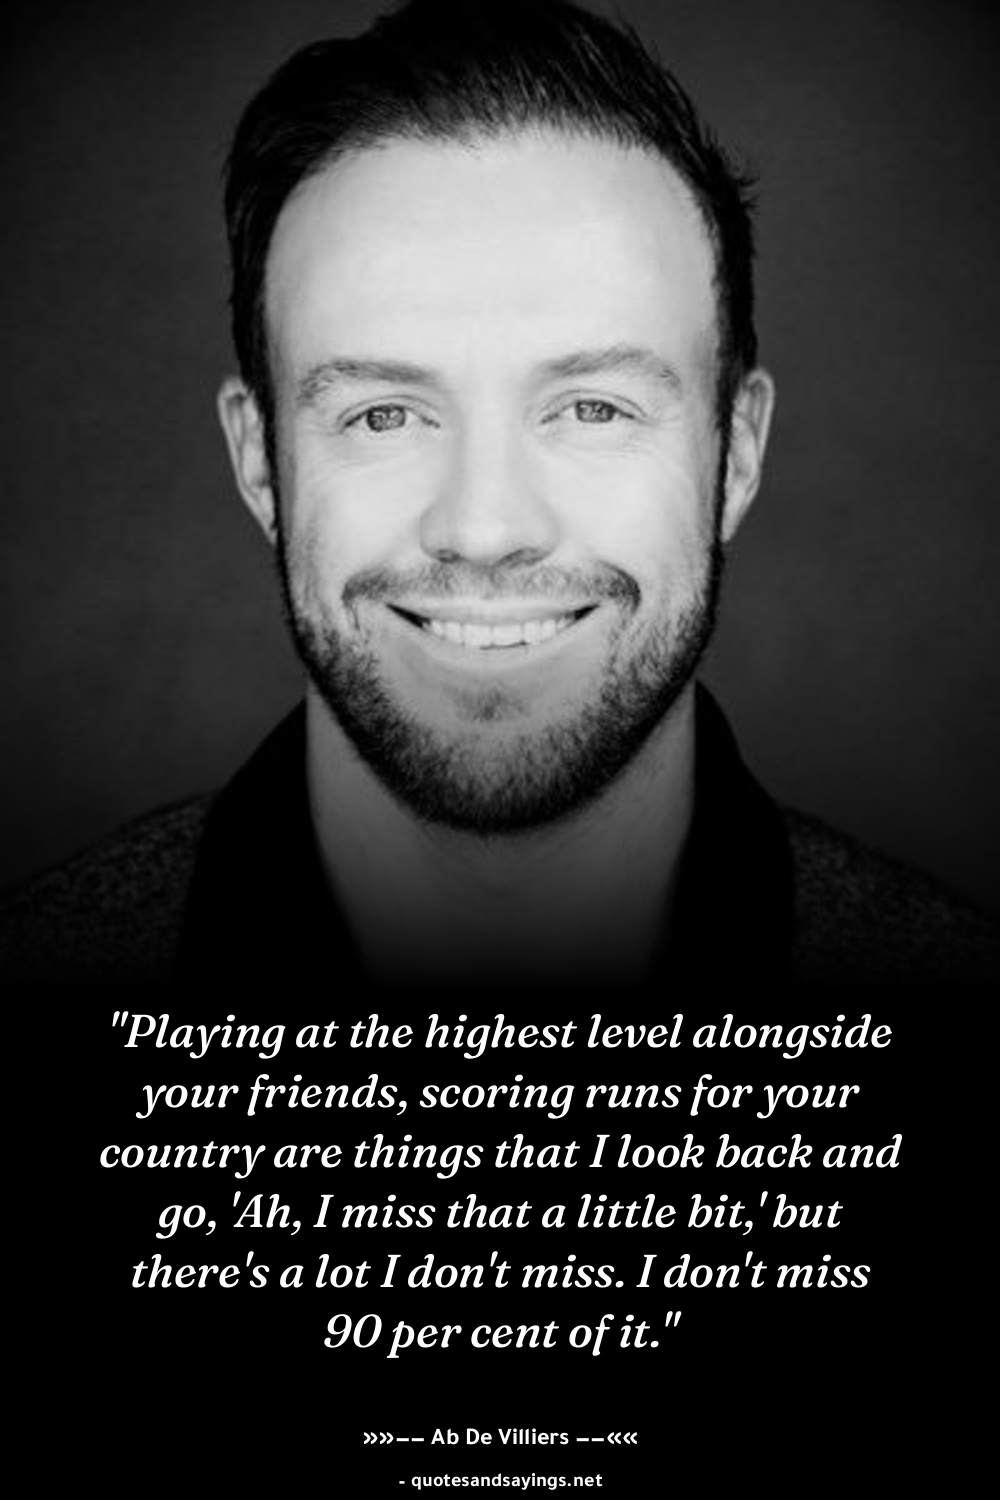 "Playing at the highest level alongside
your friends, scoring runs for your
country are things that I look back and
go, 'Ah, I miss that a little bit,' but
there's a lot I don't miss. I don't miss
90 per cent of it."
»»−− Ab De Villiers −−««
- quotesandsayings.net